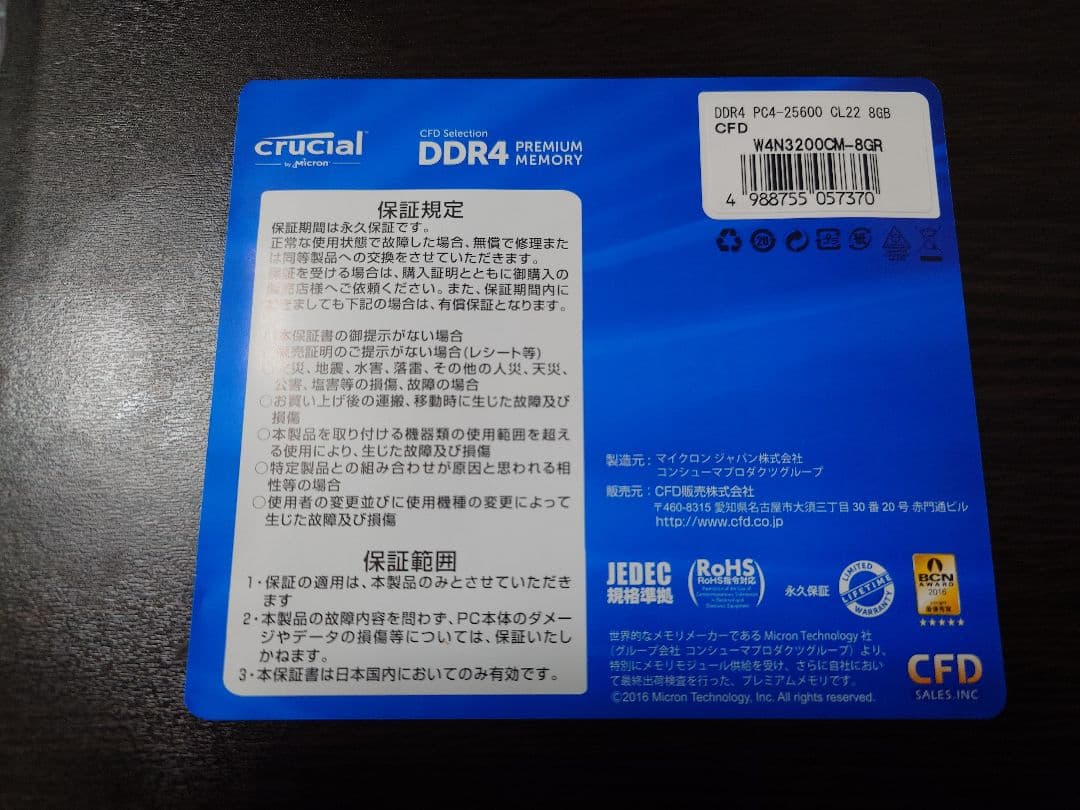 crucial
by Micron
CFD Selection
DDR4 PREMIUM MEMORY
DDR4 PC4-25600 CL22 8GB
CFD
W4N3200CM-8GR
4 988755 057370
20
保証規定
保証期間は永久保証です。
正常な使用状態で故障した場合、無償で修理また
は同等製品への交換をさせていただきます。
保証を受ける場合は、購入証明とともに御購入の
販売店様へご依頼ください。また、保証期間内に
おきましても下記の場合は、有償保証となります。
本保証書の御提示がない場合
販売証明のご提示がない場合(レシート等)
火災、地震、水害、落雷、その他の人災、天災、
公害、塩害等の損傷、故障の場合
○お買い上げ後の運搬、移動時に生じた故障及び
損傷
○本製品を取り付ける機器類の使用範囲を超え
る使用により、生じた故障及び損傷
○特定製品との組み合わせが原因と思われる相
性等の場合
○使用者の変更並びに使用機種の変更によって
生じた故障及び損傷
保証範囲
1・保証の適用は、本製品のみとさせていただき
ます
2・本製品の故障内容を問わず、PC本体のダメー
ジやデータの損傷等については、保証いたし
かねます。
3・本保証書は日本国内においてのみ有効です。
製造元：マイクロン ジャパン株式会社
コンシューマプロダクツグループ
販売元：CFD販売株式会社
〒460-8315 愛知県名古屋市大須三丁目 30 番 20 号 赤門通ビル
http://www.cfd.co.jp
JEDEC
規格準拠
RoHS
RoHS指令対応
永久保証
LIMITED
LIFETIME
WARRANTY
BCN
AWARD
2016
最優秀賞
★★★★★
世界的なメモリメーカーである Micron Technology 社
（グループ会社 コンシューマプロダクツグループ）より、
特別にメモリモジュール供給を受け、さらに自社におい
て最終出荷検査を行った、プレミアムメモリです。
©2016 Micron Technology, Inc. All rights reserved.
CFD
SALES.INC